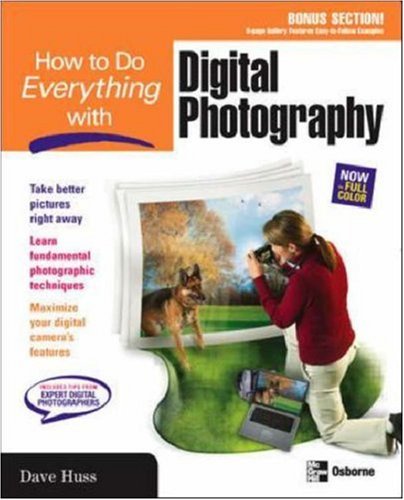 BONUS SECTION!
8-page Gallery Features Easy-to-Follow Examples
How to Do
Everything
with
Digital
Photography
NOW
in FULL
COLOR
Take better
pictures
right away
Learn
fundamental
photographic
techniques
Maximize
your digital
camera's
features
INCLUDES TIPS FROM
EXPERT DIGITAL
PHOTOGRAPHERS
Dave Huss
Mc
Graw
Hill
Osborne